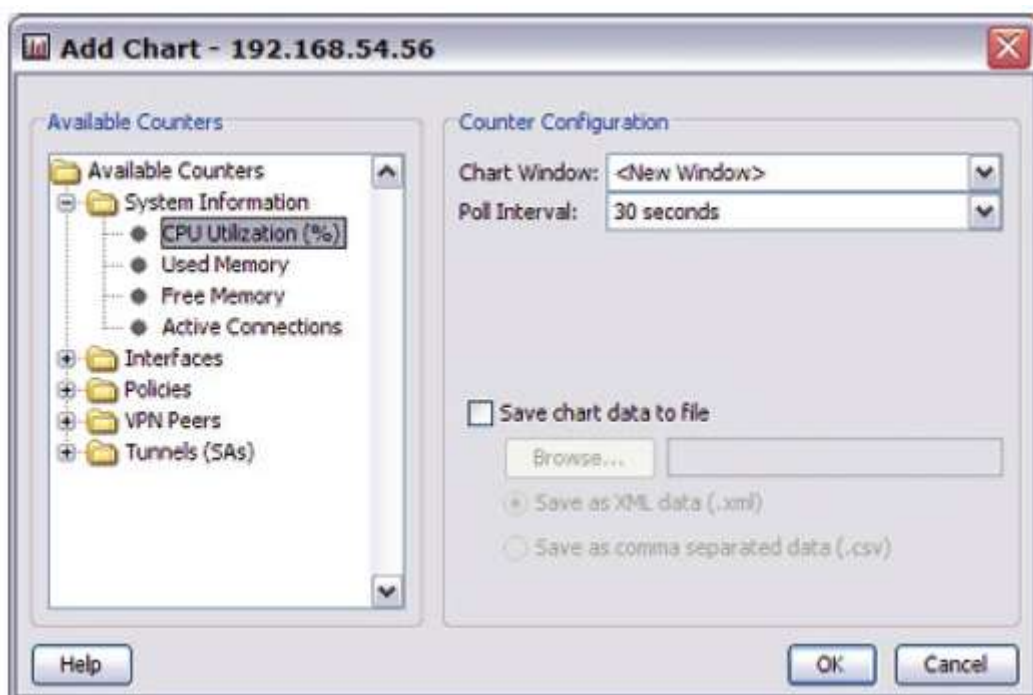 Add Chart - 192.168.54.56
Available Counters
Available Counters
System Information
CPU Utilization (%)
Used Memory
Free Memory
Active Connections
Interfaces
Policies
VPN Peers
Tunnels (SAs)
Counter Configuration
Chart Window: <New Window>
Poll Interval: 30 seconds
Save chart data to file
Browse...
Save as XML data (.xml)
Save as comma separated data (.csv)
Help
OK
Cancel